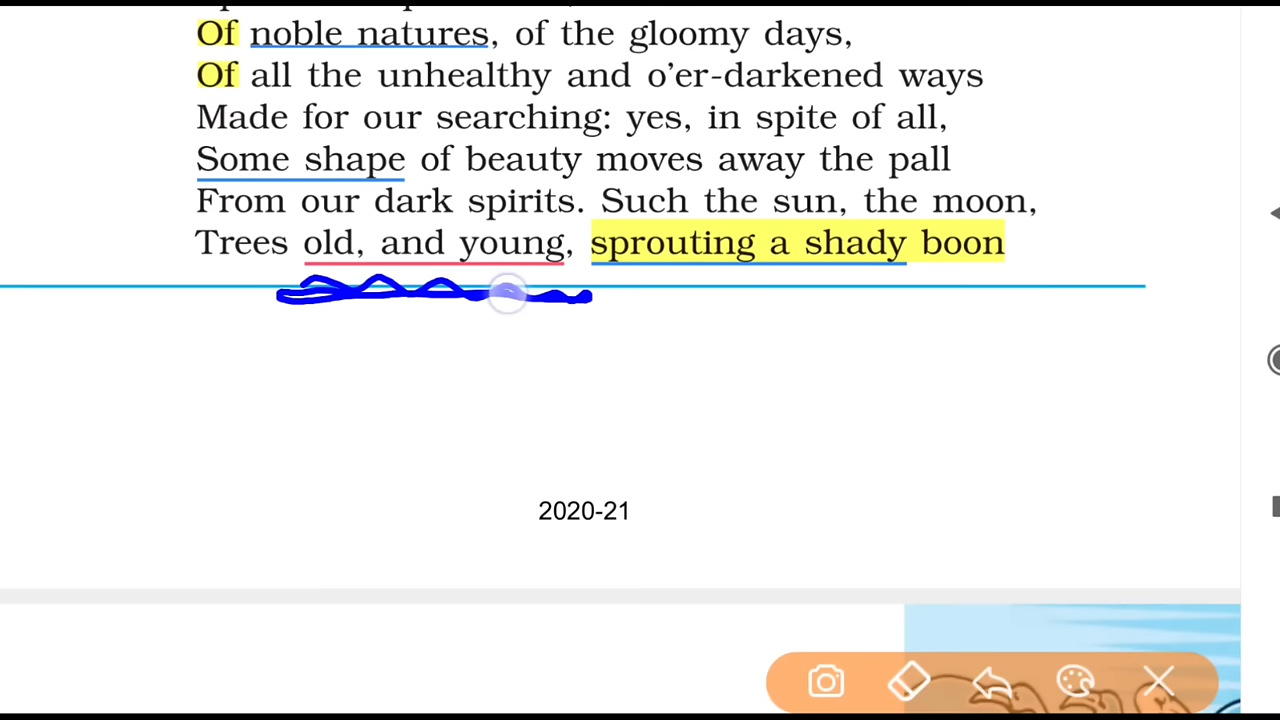 Of noble natures, of the gloomy days,
Of all the unhealthy and o’er-darkened ways
Made for our searching: yes, in spite of all,
Some shape of beauty moves away the pall
From our dark spirits. Such the sun, the moon,
Trees old, and young, sprouting a shady boon
2020-21